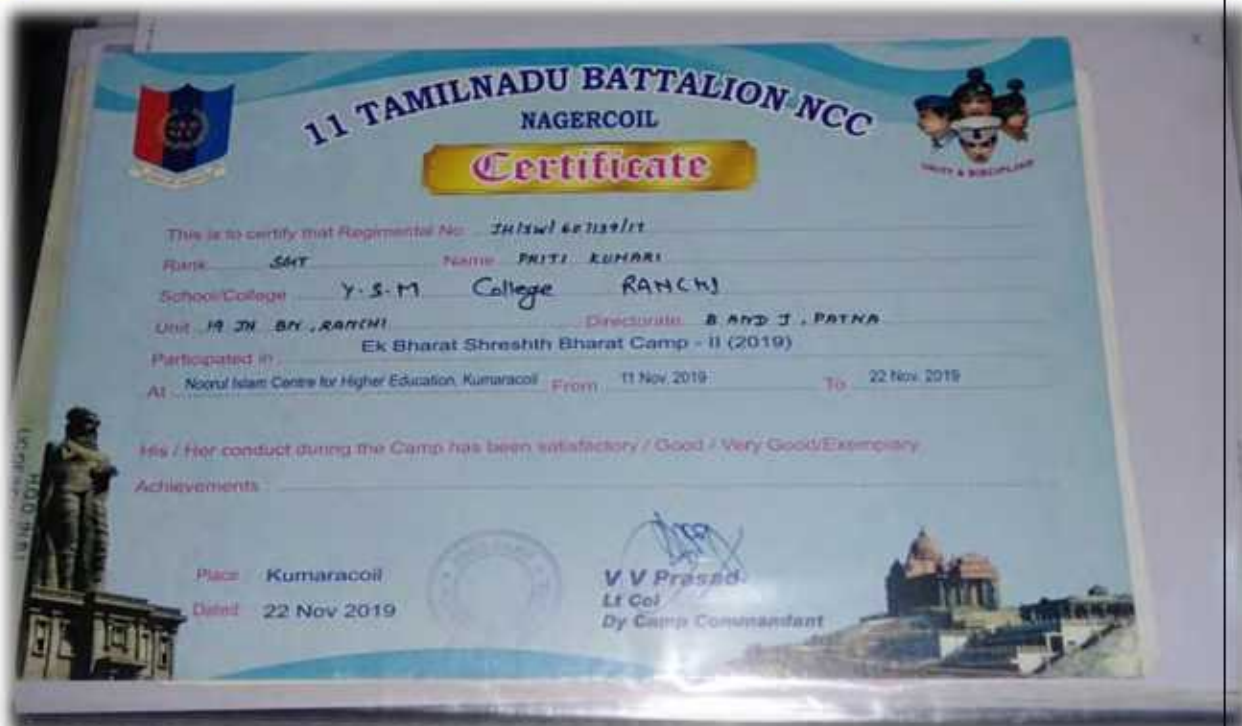 11 TAMILNADU BATTALION NCC
NAGERCOIL
Certificate
UNITY & DISCIPLINE
This is to certify that Regimental No.
Rank SMT Name PRITI KUMARI
School/College Y.S.M College RANCHI
Unit 19 JH BN, RANCHI Directorate B AND J, PATNA
Participated in Ek Bharat Shreshth Bharat Camp - II (2019)
At Noorul Islam Centre for Higher Education, Kumaracoil From 11 Nov. 2019 To 22 Nov. 2019
His / Her conduct during the Camp has been satisfactory / Good / Very Good/Exemplary
Achievements :
Place Kumaracoil
Dated 22 Nov 2019
V V Prasad
Lt Col
Dy Camp Commandant